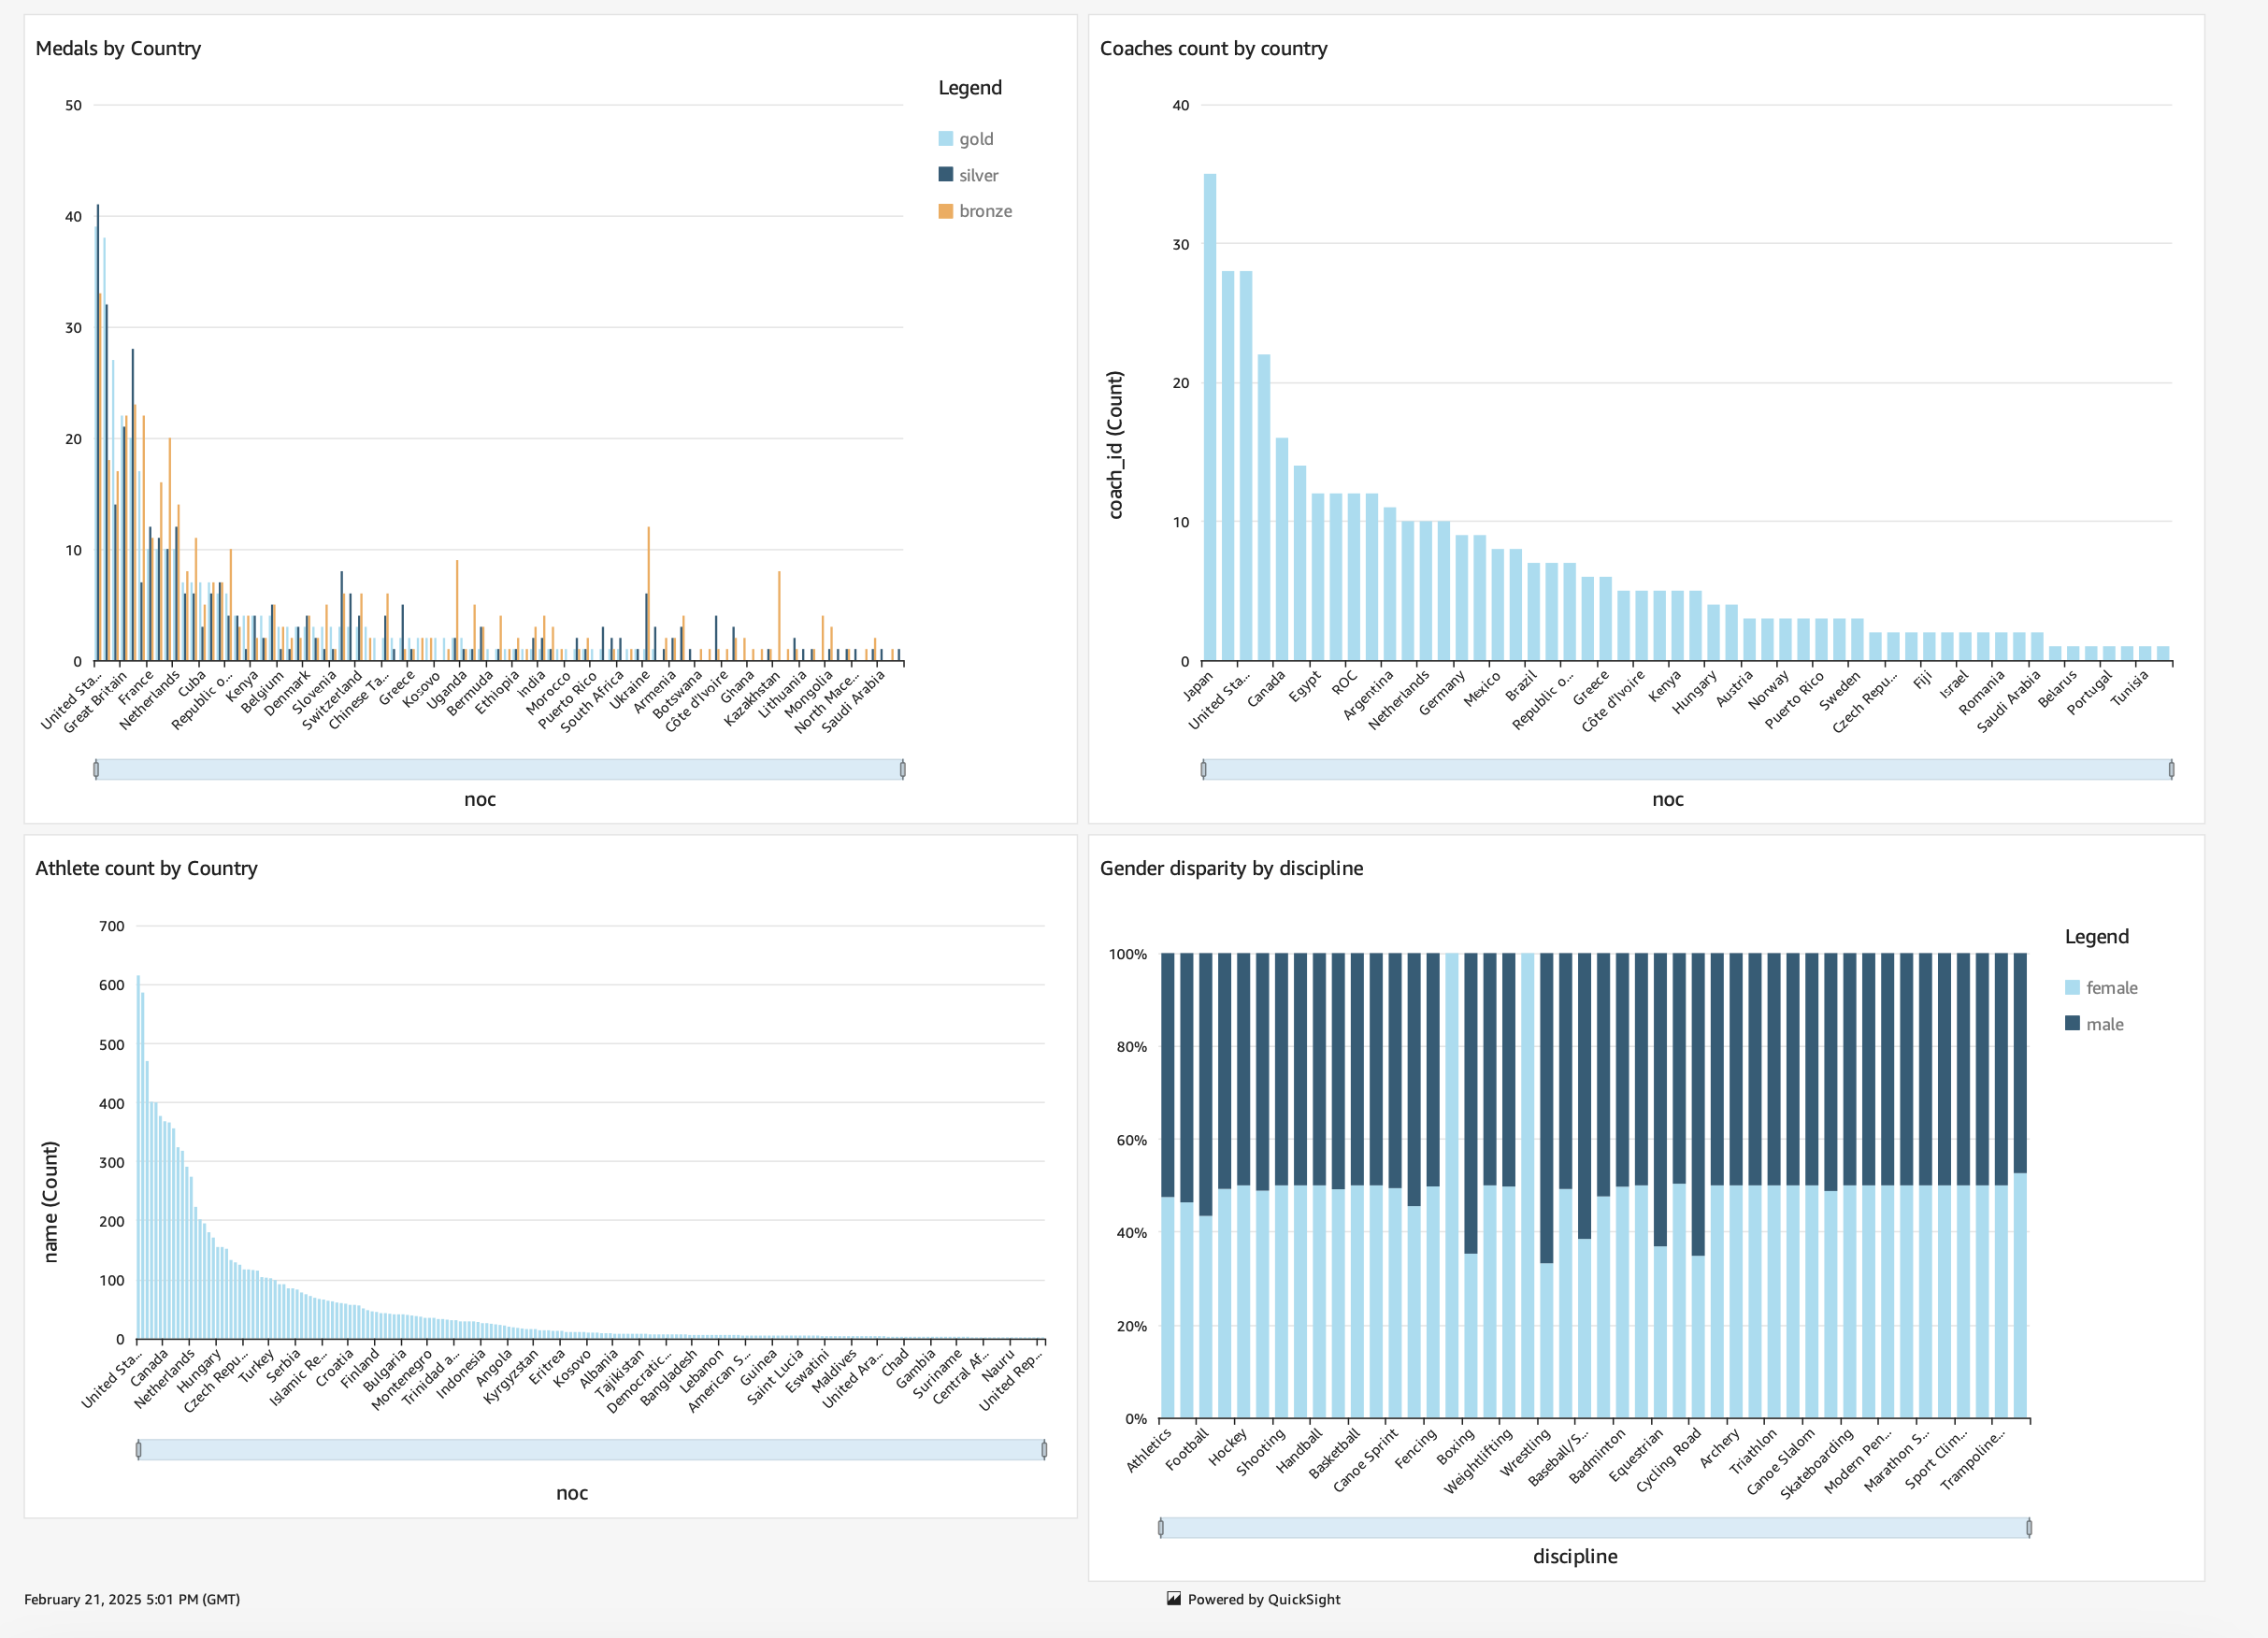 Medals by Country
Legend
gold
silver
bronze
50
40
30
20
10
0
United Sta...
Great Britain
France
Netherlands
Cuba
Republic o...
Kenya
Belgium
Denmark
Slovenia
Switzerland
Chinese Ta...
Greece
Kosovo
Uganda
Bermuda
Ethiopia
India
Morocco
Puerto Rico
South Africa
Ukraine
Armenia
Botswana
Côte d'Ivoire
Ghana
Kazakhstan
Lithuania
Mongolia
North Mace...
Saudi Arabia
noc
Coaches count by country
coach_id (Count)
40
30
20
10
0
Japan
United Sta...
Canada
Egypt
ROC
Argentina
Netherlands
Germany
Mexico
Brazil
Republic o...
Greece
Côte d'Ivoire
Kenya
Hungary
Austria
Norway
Puerto Rico
Sweden
Czech Repu...
Fiji
Israel
Romania
Saudi Arabia
Belarus
Portugal
Tunisia
noc
Athlete count by Country
name (Count)
700
600
500
400
300
200
100
0
United Sta...
Canada
Netherlands
Hungary
Czech Repu...
Turkey
Serbia
Islamic Re...
Croatia
Finland
Bulgaria
Montenegro
Trinidad a...
Indonesia
Angola
Kyrgyzstan
Eritrea
Kosovo
Albania
Tajikistan
Democratic...
Bangladesh
Lebanon
American S...
Guinea
Saint Lucia
Eswatini
Maldives
United Ara...
Chad
Gambia
Suriname
Central Af...
Nauru
United Rep...
noc
Gender disparity by discipline
Legend
female
male
100%
80%
60%
40%
20%
0%
Athletics
Football
Hockey
Shooting
Handball
Basketball
Canoe Sprint
Fencing
Boxing
Weightlifting
Wrestling
Baseball/S...
Badminton
Equestrian
Cycling Road
Archery
Triathlon
Canoe Slalom
Skateboarding
Modern Pen...
Marathon S...
Sport Clim...
Trampoline...
discipline
February 21, 2025 5:01 PM (GMT)
Powered by QuickSight